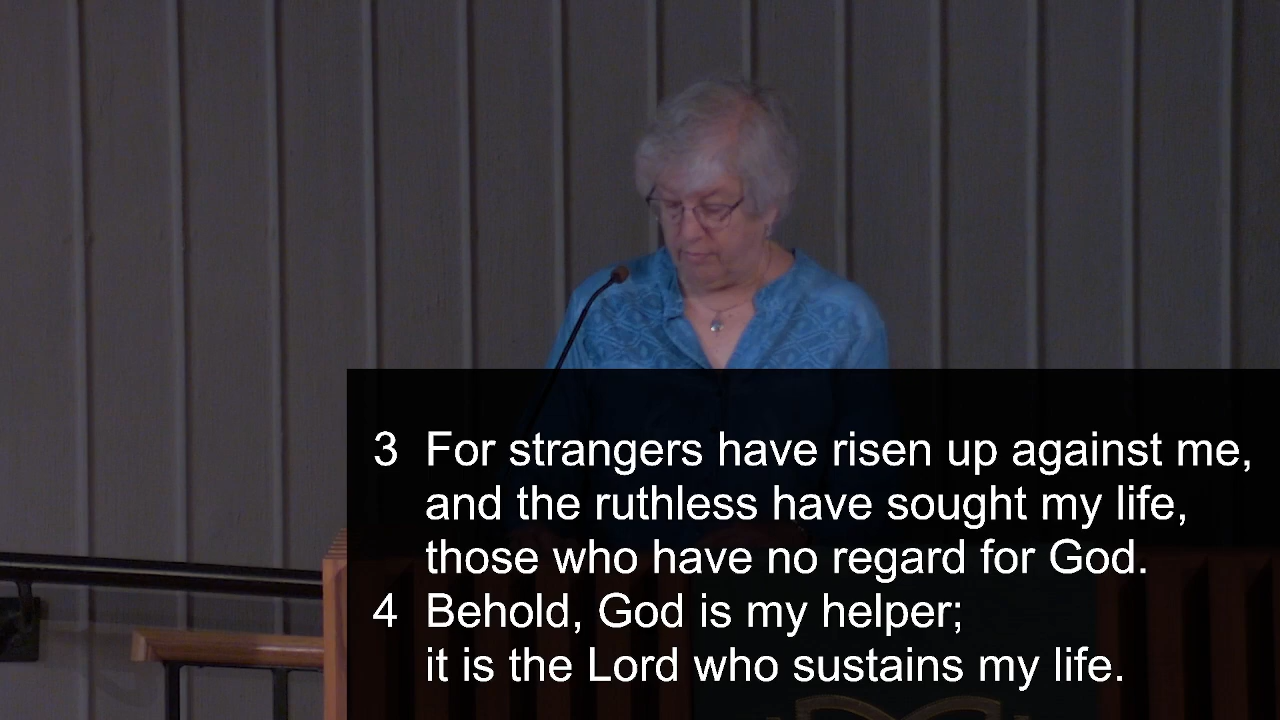 3 For strangers have risen up against me,
and the ruthless have sought my life,
those who have no regard for God.
4 Behold, God is my helper;
it is the Lord who sustains my life.